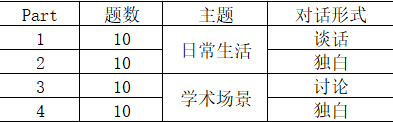 Part 题数 主题 对话形式
1 10 日常生活 谈话
2 10 独白
3 10 学术场景 讨论
4 10 独白